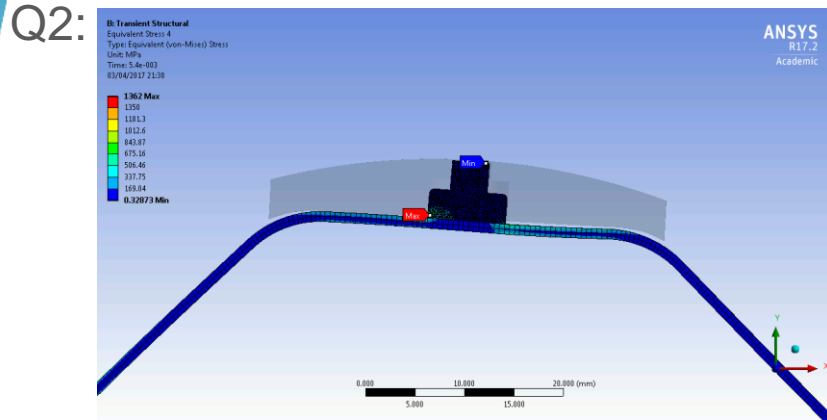 Q2:
B: Transient Structural
Equivalent Stress 4
Type: Equivalent (von-Mises) Stress
Unit: MPa
Time: 5.4e-003
03/04/2017 21:30
ANSYS
R17.2
Academic
1362 Max
1350
1181.3
1012.6
843.87
675.16
506.46
337.75
169.04
0.32873 Min
Min
Max
0.000
10.000
20.000 (mm)
5.000
15.000
Y
X